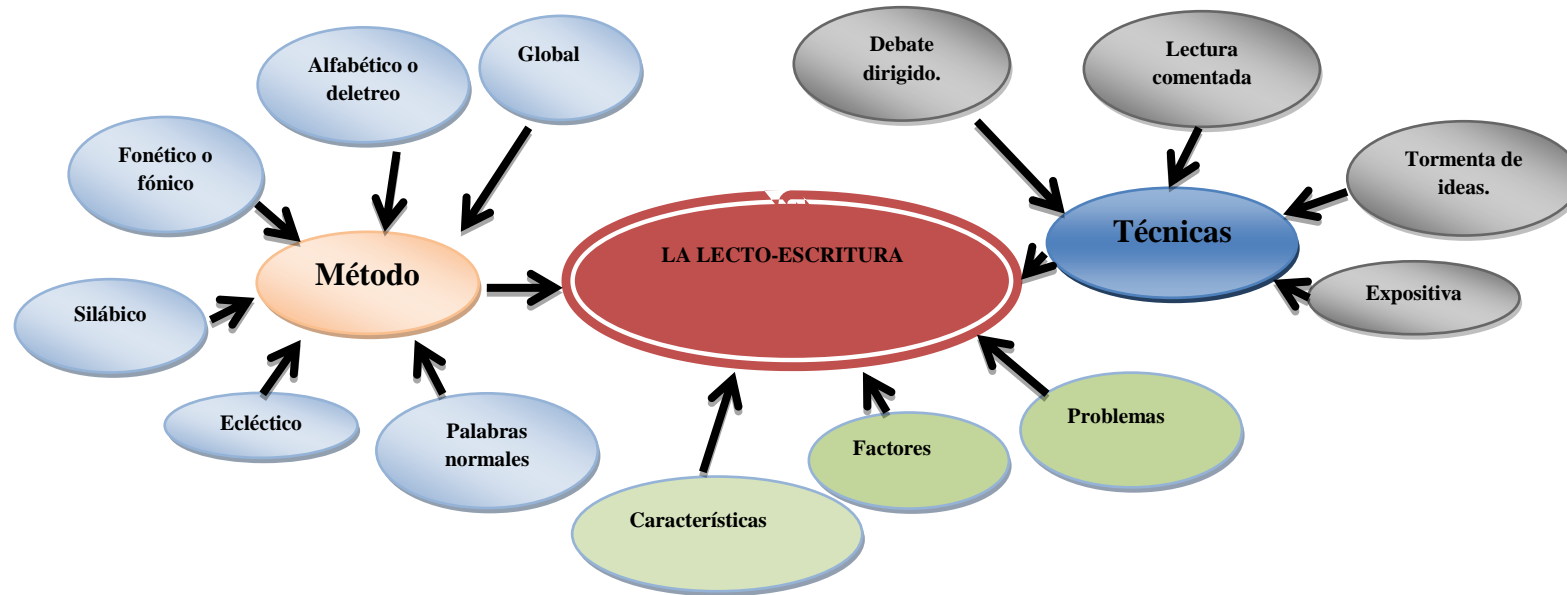 Global
Alfabético o
deletreo
Fonético o
fónico
Silábico
Ecléctico
Palabras
normales
Método
LA LECTO-ESCRITURA
Características
Factores
Problemas
Técnicas
Debate
dirigido.
Lectura
comentada
Tormenta de
ideas.
Expositiva